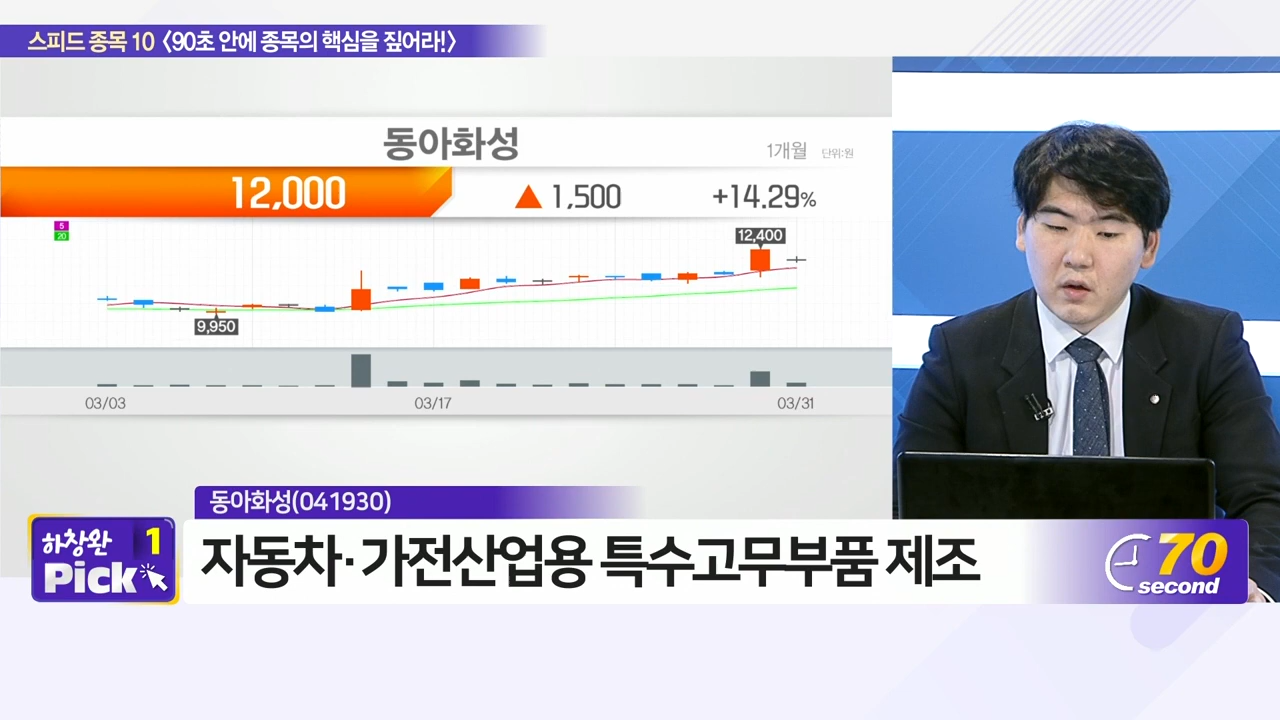 스피드 종목 10 〈90초 안에 종목의 핵심을 짚어라!〉
동아화성
1개월 단위:원
12,000 ▲ 1,500 +14.29%
5
20
12,400
9,950
03/03 03/17 03/31
동아화성(041930)
하창완 1
Pick
자동차·가전산업용 특수고무부품 제조
70
second